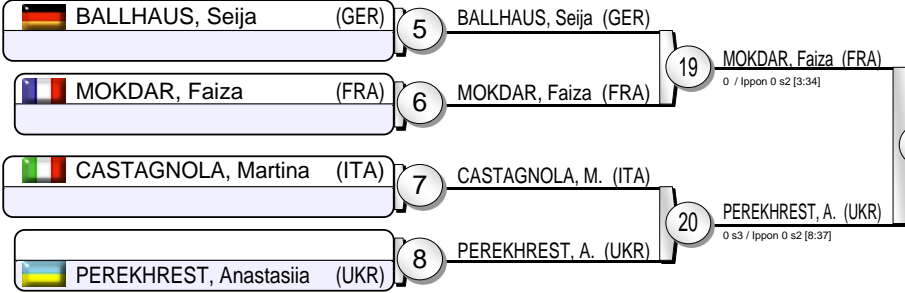 BALLHAUS, Seija (GER)
5
BALLHAUS, Seija (GER)
19
MOKDAR, Faiza (FRA)
0 / Ippon 0 s2 [3:34]
MOKDAR, Faiza (FRA)
6
MOKDAR, Faiza (FRA)
CASTAGNOLA, Martina (ITA)
7
CASTAGNOLA, M. (ITA)
20
PEREKHREST, A. (UKR)
0 s3 / Ippon 0 s2 [8:37]
8
PEREKHREST, A. (UKR)
PEREKHREST, Anastasiia (UKR)